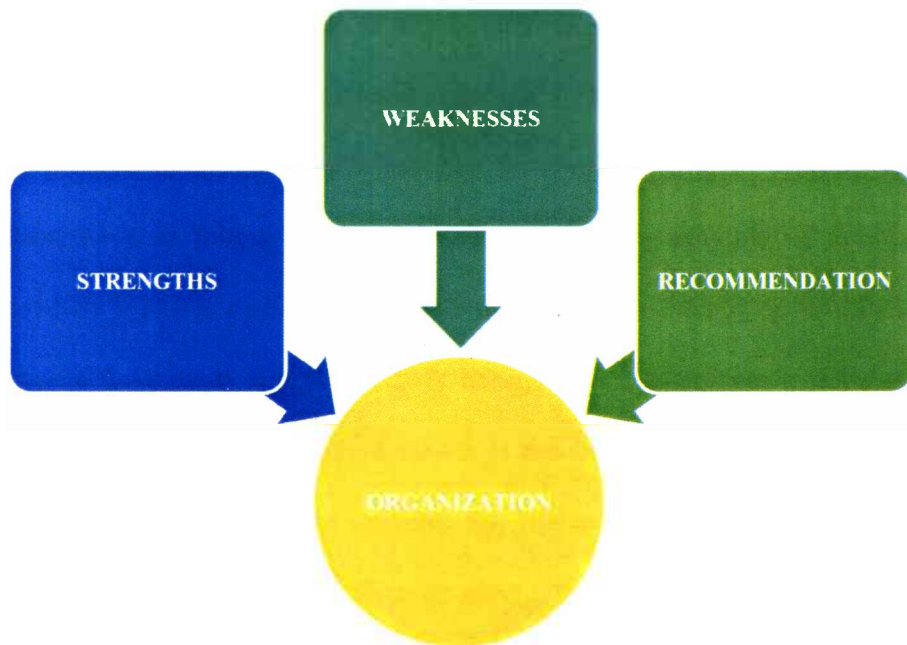 WEAKNESSES
STRENGTHS
RECOMMENDATION
ORGANIZATION